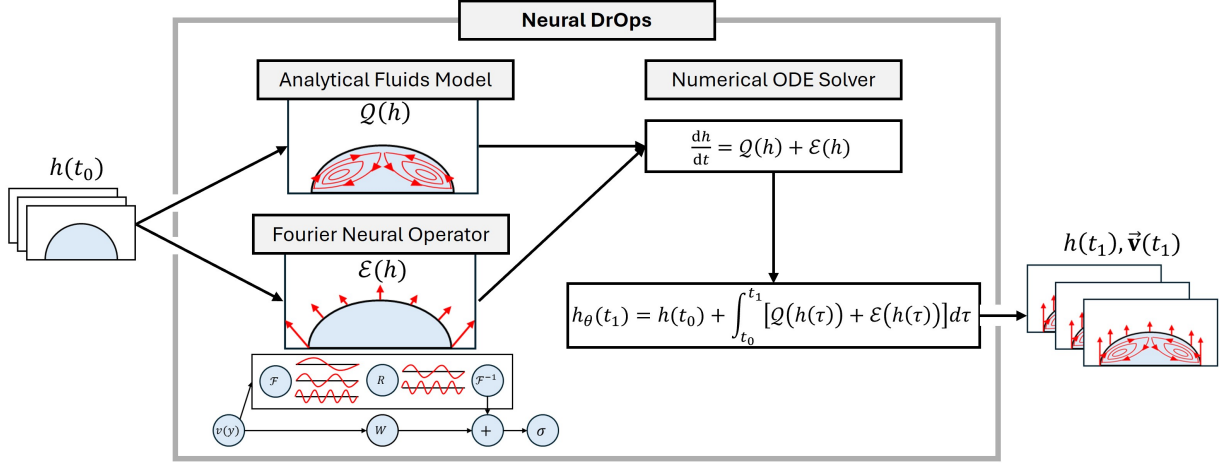 Neural DrOps
Analytical Fluids Model
𝒬(h)
Numerical ODE Solver
dh/dt = 𝒬(h) + ℰ(h)
h(t₀)
Fourier Neural Operator
ℰ(h)
h_θ(t₁) = h(t₀) + ∫_{t₀}^{t₁} [𝒬(h(τ)) + ℰ(h(τ))]dτ
h(t₁), v⃗(t₁)
ℱ
R
ℱ⁻¹
v(y)
W
+
σ